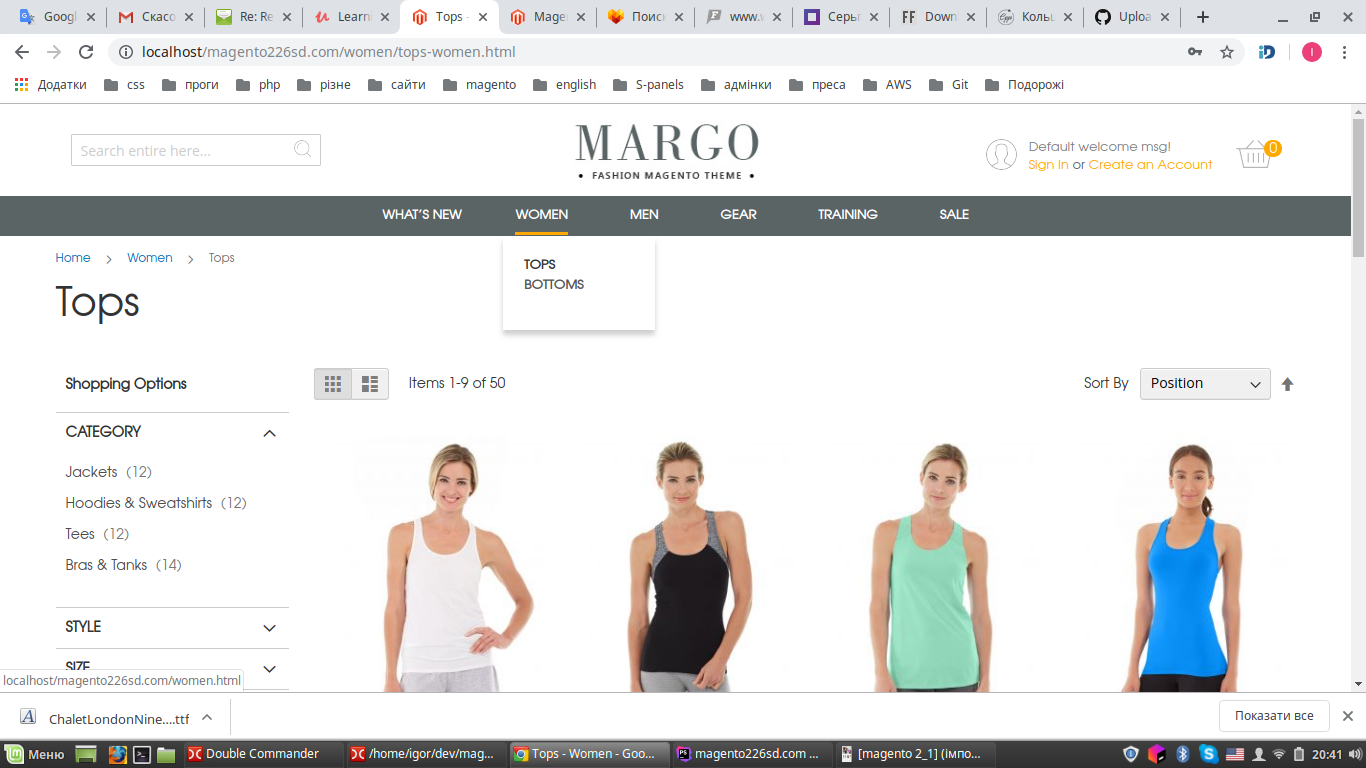 Googl
Скасо
Re: Re
Learni
Tops -
Mage
Поис
www.
Серь
Down
Коль
Uploa
localhost/magento226sd.com/women/tops-women.html
I
Додатки css проги php різне сайти magento english S-panels адмінки преса AWS Git Подорожі
Search entire here...
MARGO
• FASHION MAGENTO THEME •
Default welcome msg!
Sign In or Create an Account
0
WHAT'S NEW WOMEN MEN GEAR TRAINING SALE
Home > Women > Tops
TOPS
BOTTOMS
Tops
Shopping Options
Items 1-9 of 50
Sort By Position
CATEGORY
Jackets (12)
Hoodies & Sweatshirts (12)
Tees (12)
Bras & Tanks (14)
STYLE
SIZE
localhost/magento226sd.com/women.html
ChaletLondonNine....ttf
Показати все
Меню
Double Commander
/home/igor/dev/mag...
Tops - Women - Goo...
magento226sd.com ...
[magento 2_1] (імпо...
20:41